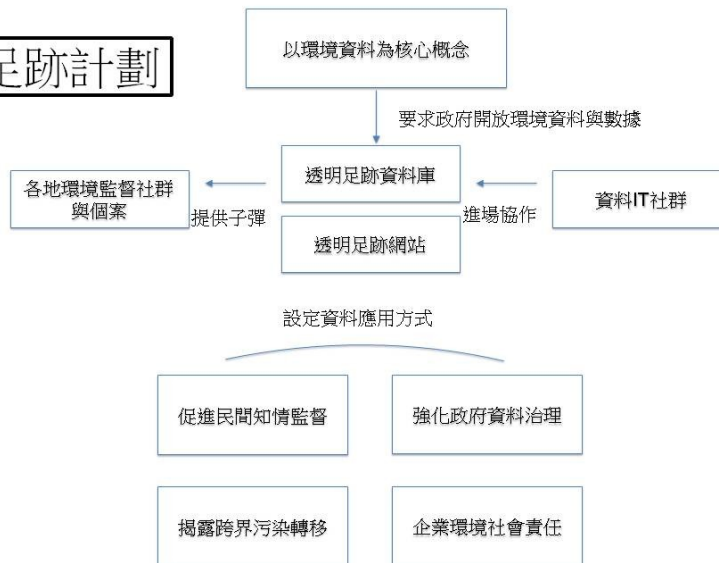 足跡計劃
以環境資料為核心概念
要求政府開放環境資料與數據
各地環境監督社群
與個案
提供子彈
透明足跡資料庫
透明足跡網站
進場協作
資料IT社群
設定資料應用方式
促進民間知情監督
強化政府資料治理
揭露跨界污染轉移
企業環境社會責任